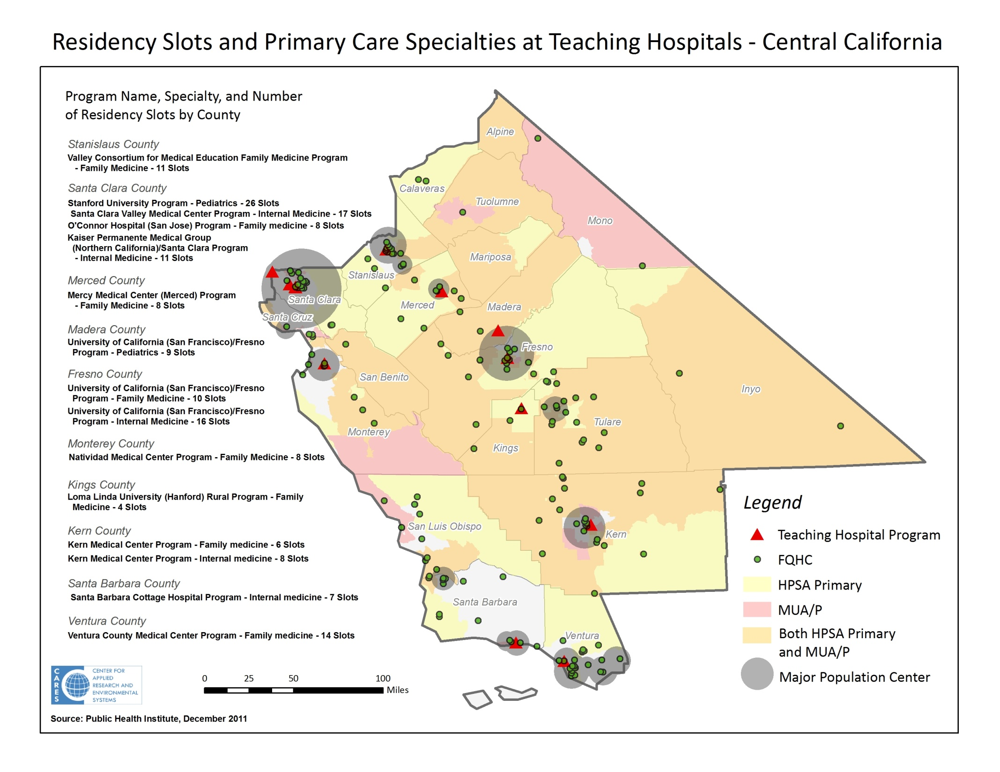 Residency Slots and Primary Care Specialties at Teaching Hospitals - Central California
Program Name, Specialty, and Number
of Residency Slots by County
Stanislaus County
Valley Consortium for Medical Education Family Medicine Program
- Family Medicine - 11 Slots
Santa Clara County
Stanford University Program - Pediatrics - 26 Slots
Santa Clara Valley Medical Center Program - Internal Medicine - 17 Slots
O'Connor Hospital (San Jose) Program - Family medicine - 8 Slots
Kaiser Permanente Medical Group
(Northern California)/Santa Clara Program
- Internal Medicine - 11 Slots
Merced County
Mercy Medical Center (Merced) Program
- Family Medicine - 8 Slots
Madera County
University of California (San Francisco)/Fresno
Program - Pediatrics - 9 Slots
Fresno County
University of California (San Francisco)/Fresno
Program - Family Medicine - 10 Slots
University of California (San Francisco)/Fresno
Program - Internal Medicine - 16 Slots
Monterey County
Natividad Medical Center Program - Family Medicine - 8 Slots
Kings County
Loma Linda University (Hanford) Rural Program - Family
Medicine - 4 Slots
Kern County
Kern Medical Center Program - Family medicine - 6 Slots
Kern Medical Center Program - Internal medicine - 8 Slots
Santa Barbara County
Santa Barbara Cottage Hospital Program - Internal medicine - 7 Slots
Ventura County
Ventura County Medical Center Program - Family medicine - 14 Slots
Alpine
Calaveras
Tuolumne
Mono
Mariposa
Stanislaus
Santa Clara
Merced
Madera
Santa Cruz
Fresno
San Benito
Inyo
Tulare
Monterey
Kings
San Luis Obispo
Kern
Santa Barbara
Ventura
Legend
Teaching Hospital Program
FQHC
HPSA Primary
MUA/P
Both HPSA Primary
and MUA/P
Major Population Center
CARES
CENTER FOR
APPLIED
RESEARCH AND
ENVIRONMENTAL
SYSTEMS
0 25 50 100
Miles
Source: Public Health Institute, December 2011